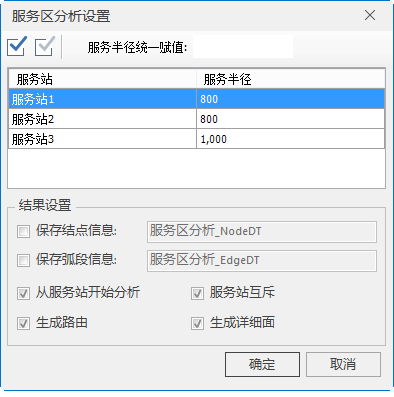 服务区分析设置
服务半径统一赋值:
服务站 服务半径
服务站1 800
服务站2 800
服务站3 1,000
结果设置
保存结点信息: 服务区分析_NodeDT
保存弧段信息: 服务区分析_EdgeDT
从服务站开始分析 服务站互斥
生成路由 生成详细面
确定 取消